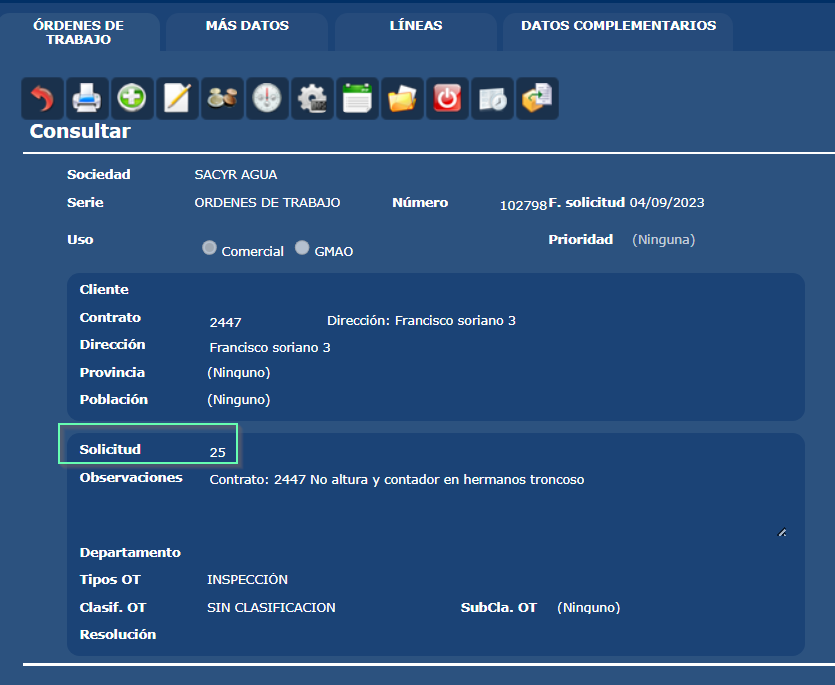 ÓRDENES DE TRABAJO MÁS DATOS LÍNEAS DATOS COMPLEMENTARIOS
Consultar
Sociedad SACYR AGUA
Serie ORDENES DE TRABAJO Número 102798 F. solicitud 04/09/2023
Uso Comercial GMAO Prioridad (Ninguna)
Cliente
Contrato 2447 Dirección: Francisco soriano 3
Dirección Francisco soriano 3
Provincia (Ninguno)
Población (Ninguno)
Solicitud 25
Observaciones Contrato: 2447 No altura y contador en hermanos troncoso
Departamento
Tipos OT INSPECCIÓN
Clasif. OT SIN CLASIFICACION SubCla. OT (Ninguno)
Resolución